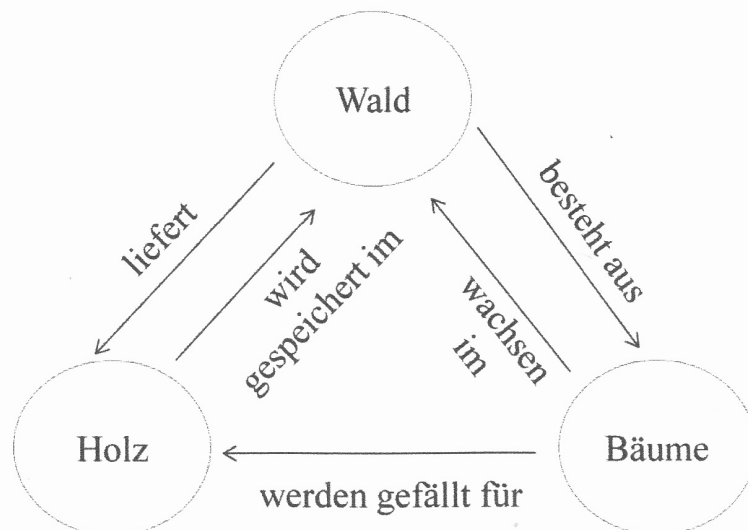 Wald
liefert
wird
gespeichert im
wachsen
im
besteht aus
Holz
Bäume
werden gefällt für